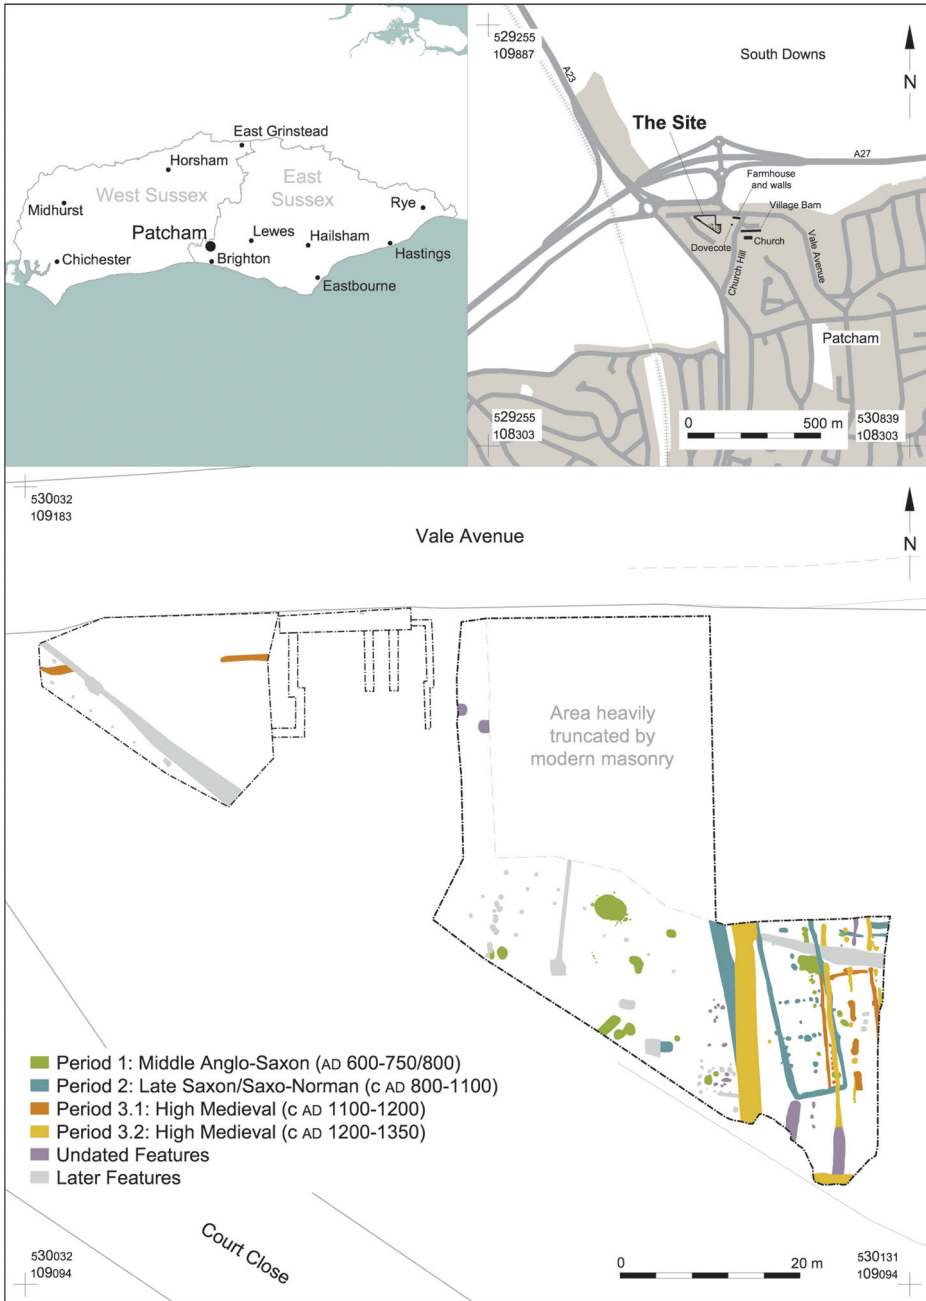 East Grinstead
Horsham
West Sussex
East
Sussex
Midhurst
Rye
Patcham
Lewes
Hailsham
Chichester
Brighton
Hastings
Eastbourne
529255
109887
A23
South Downs
N
The Site
A27
Farmhouse
and walls
Village Barn
Dovecote
Church
Church Hill
Vale Avenue
Patcham
529255
108303
0 500 m
530839
108303
530032
109183
Vale Avenue
N
Area heavily
truncated by
modern masonry
Period 1: Middle Anglo-Saxon (AD 600-750/800)
Period 2: Late Saxon/Saxo-Norman (c AD 800-1100)
Period 3.1: High Medieval (c AD 1100-1200)
Period 3.2: High Medieval (c AD 1200-1350)
Undated Features
Later Features
Court Close
530032
109094
0 20 m
530131
109094